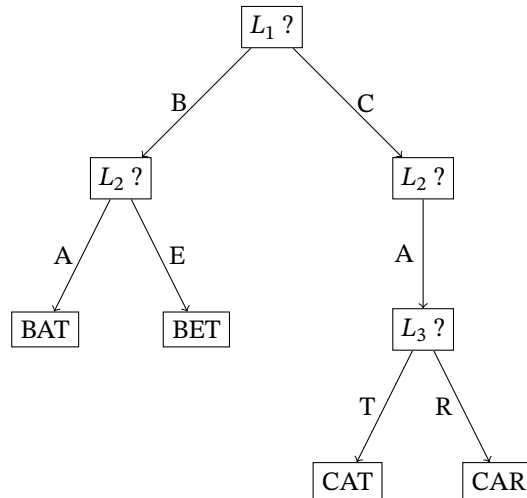 L₁ ?
B C
L₂ ? L₂ ?
A E A
BAT BET L₃ ?
T R
CAT CAR